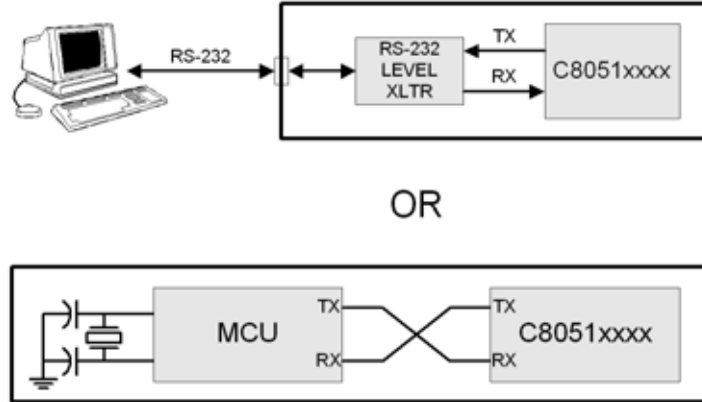 RS-232
RS-232
LEVEL
XLTR
TX
RX
C8051xxxx
OR
MCU
TX
RX
TX
RX
C8051xxxx